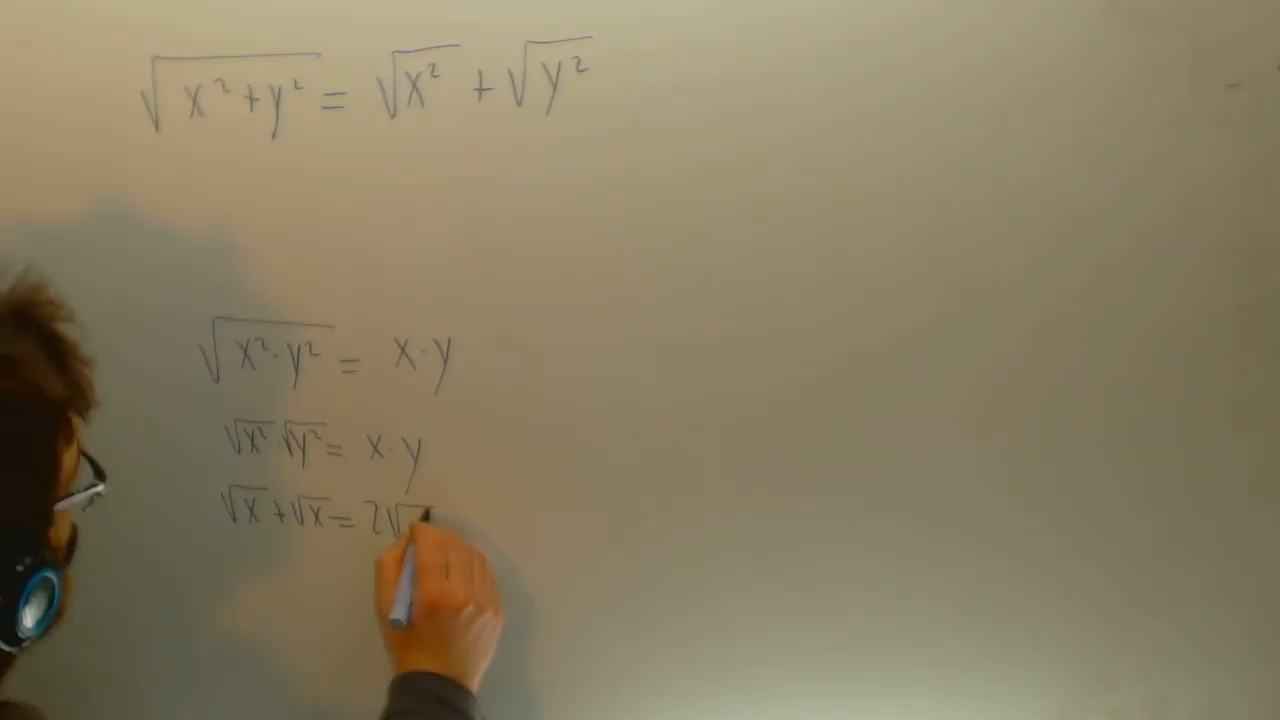 √(x²+y²) = √x² + √y²
√(x²·y²) = x·y
√x²·√y² = x·y
√x+√x = 2√